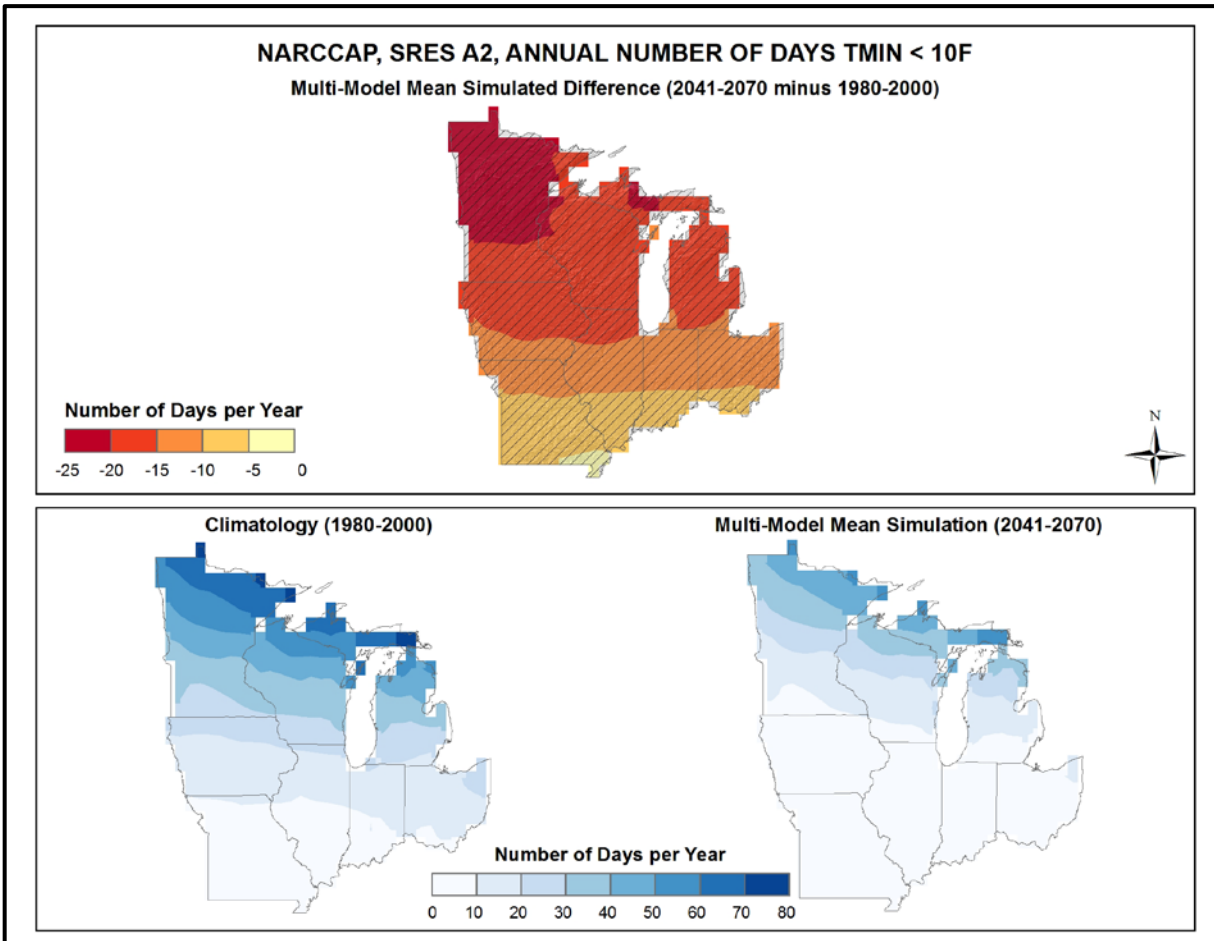 NARCCAP, SRES A2, ANNUAL NUMBER OF DAYS TMIN < 10F
Multi-Model Mean Simulated Difference (2041-2070 minus 1980-2000)
Number of Days per Year
-25 -20 -15 -10 -5 0
N
Climatology (1980-2000)
Multi-Model Mean Simulation (2041-2070)
Number of Days per Year
0 10 20 30 40 50 60 70 80